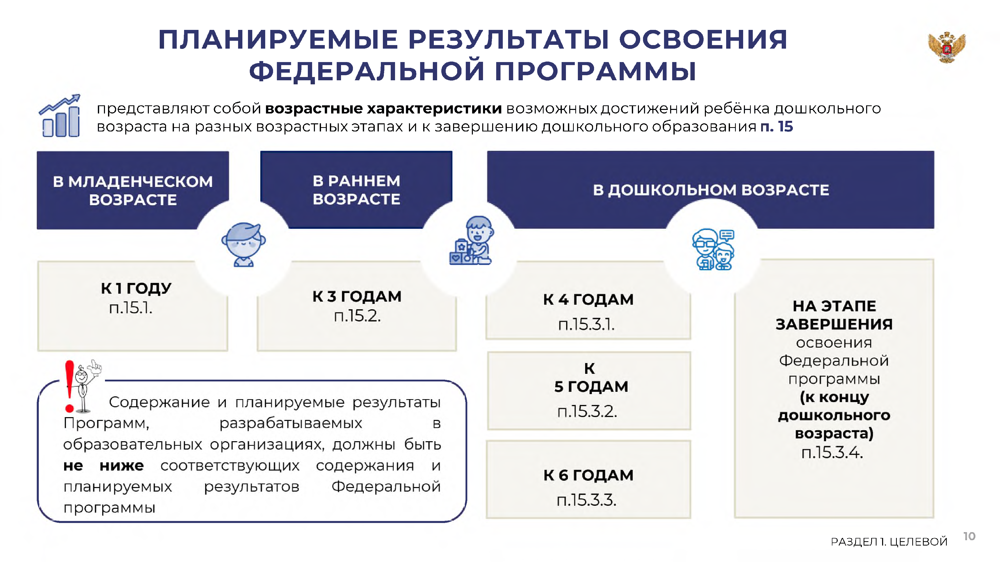 ПЛАНИРУЕМЫЕ РЕЗУЛЬТАТЫ ОСВОЕНИЯ
ФЕДЕРАЛЬНОЙ ПРОГРАММЫ
представляют собой возрастные характеристики возможных достижений ребёнка дошкольного
возраста на разных возрастных этапах и к завершению дошкольного образования п. 15
В МЛАДЕНЧЕСКОМ
ВОЗРАСТЕ
В РАННЕМ
ВОЗРАСТЕ
В ДОШКОЛЬНОМ ВОЗРАСТЕ
К 1 ГОДУ
п.15.1.
К 3 ГОДАМ
п.15.2.
К 4 ГОДАМ
п.15.3.1.
К
5 ГОДАМ
п.15.3.2.
К 6 ГОДАМ
п.15.3.3.
НА ЭТАПЕ
ЗАВЕРШЕНИЯ
освоения
Федеральной
программы
(к концу
дошкольного
возраста)
п.15.3.4.
Содержание и планируемые результаты
Программ, разрабатываемых в
образовательных организациях, должны быть
не ниже соответствующих содержания и
планируемых результатов Федеральной
программы
РАЗДЕЛ 1. ЦЕЛЕВОЙ
10